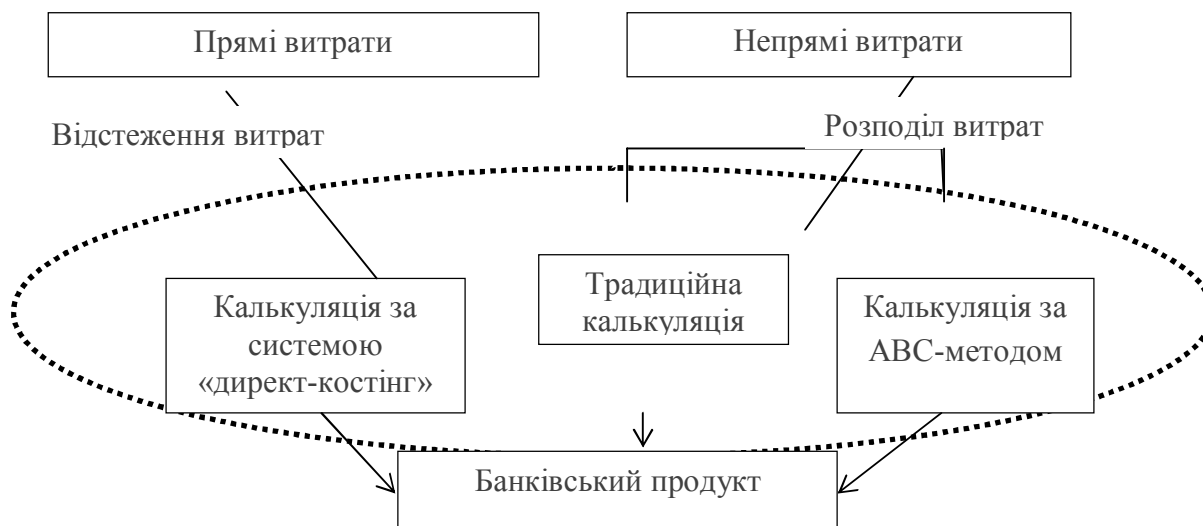 Прямі витрати
Непрямі витрати
Відстеження витрат
Розподіл витрат
Калькуляція за
системою
«директ-костінг»
Традиційна
калькуляція
Калькуляція за
АВС-методом
Банківський продукт